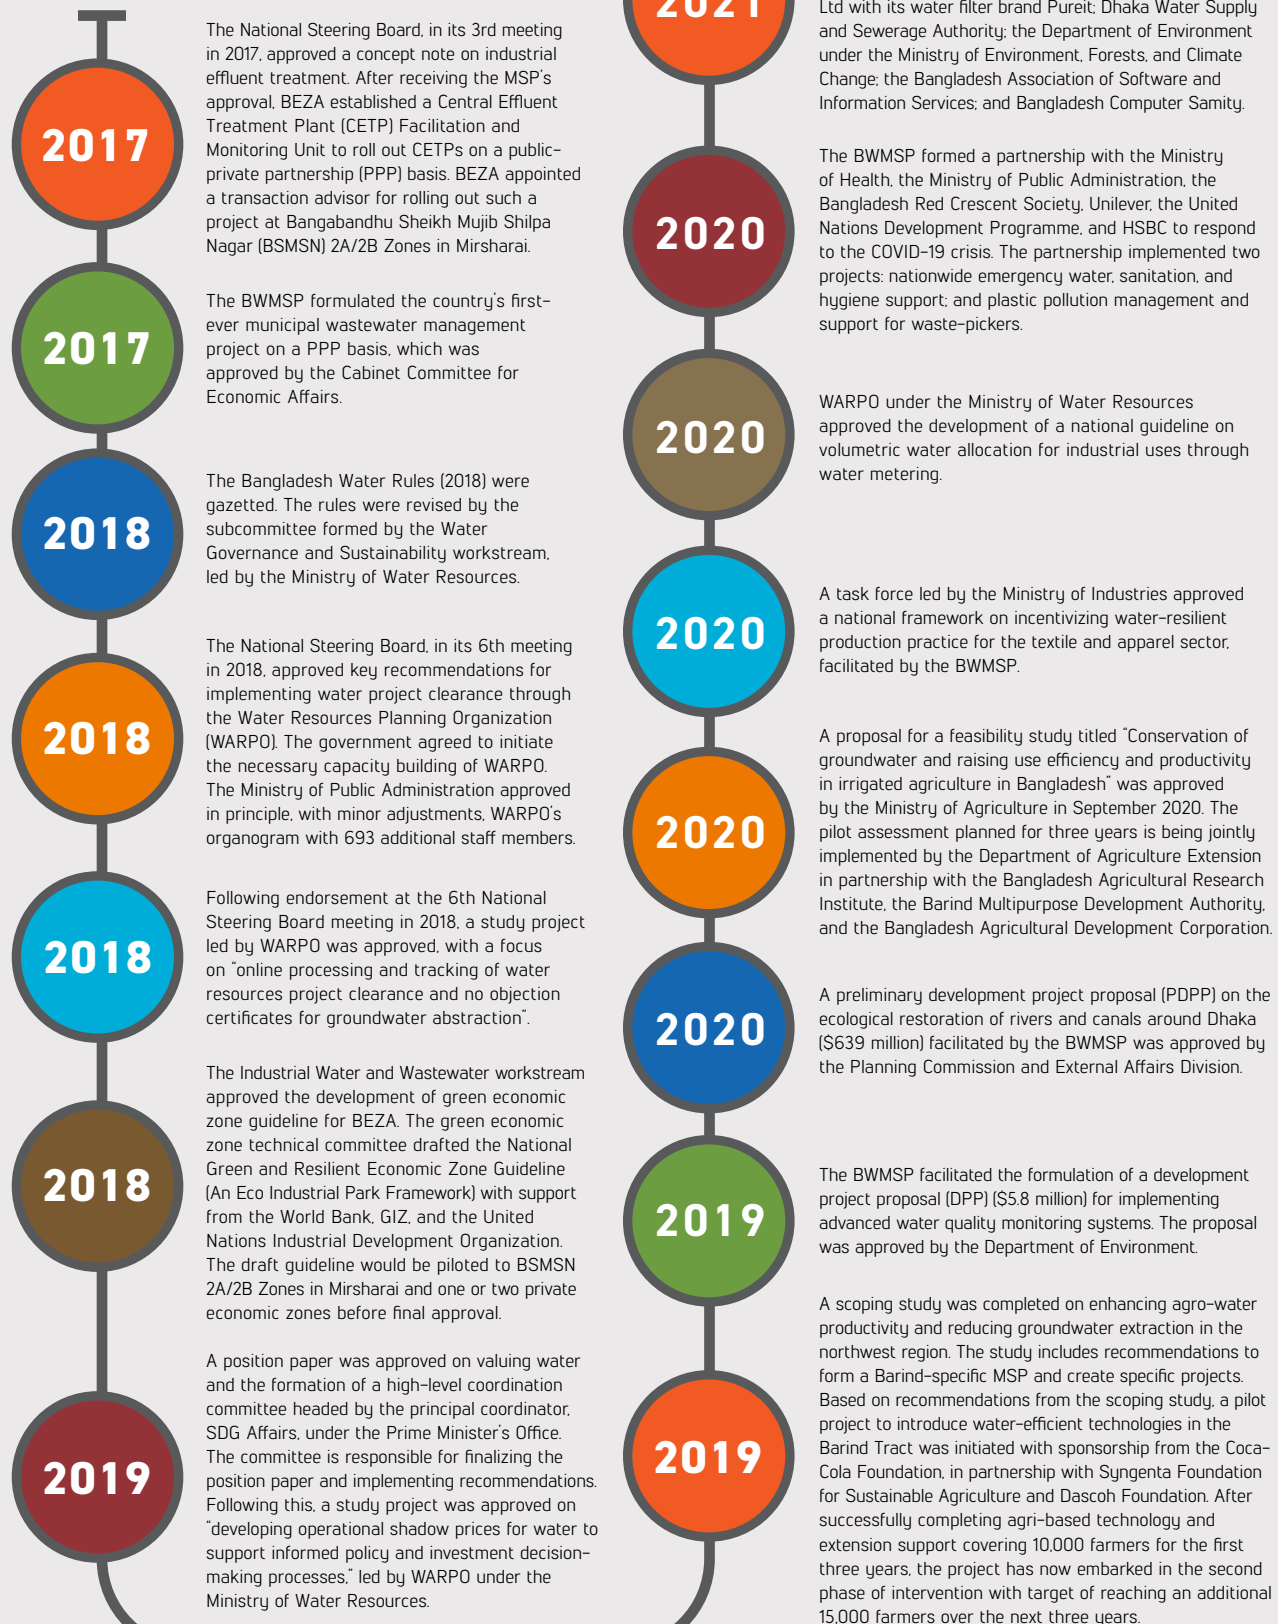 2017
The National Steering Board, in its 3rd meeting
in 2017, approved a concept note on industrial
effluent treatment. After receiving the MSP's
approval, BEZA established a Central Effluent
Treatment Plant (CETP) Facilitation and
Monitoring Unit to roll out CETPs on a public-
private partnership (PPP) basis. BEZA appointed
a transaction advisor for rolling out such a
project at Bangabandhu Sheikh Mujib Shilpa
Nagar (BSMSN) 2A/2B Zones in Mirsharai.
2017
The BWMSP formulated the country's first-
ever municipal wastewater management
project on a PPP basis, which was
approved by the Cabinet Committee for
Economic Affairs.
2018
The Bangladesh Water Rules (2018) were
gazetted. The rules were revised by the
subcommittee formed by the Water
Governance and Sustainability workstream,
led by the Ministry of Water Resources.
2018
The National Steering Board, in its 6th meeting
in 2018, approved key recommendations for
implementing water project clearance through
the Water Resources Planning Organization
(WARPO). The government agreed to initiate
the necessary capacity building of WARPO.
The Ministry of Public Administration approved
in principle, with minor adjustments, WARPO's
organogram with 693 additional staff members.
2018
Following endorsement at the 6th National
Steering Board meeting in 2018, a study project
led by WARPO was approved, with a focus
on "online processing and tracking of water
resources project clearance and no objection
certificates for groundwater abstraction".
2018
The Industrial Water and Wastewater workstream
approved the development of green economic
zone guideline for BEZA. The green economic
zone technical committee drafted the National
Green and Resilient Economic Zone Guideline
(An Eco Industrial Park Framework) with support
from the World Bank, GIZ, and the United
Nations Industrial Development Organization.
The draft guideline would be piloted to BSMSN
2A/2B Zones in Mirsharai and one or two private
economic zones before final approval.
2019
A position paper was approved on valuing water
and the formation of a high-level coordination
committee headed by the principal coordinator,
SDG Affairs, under the Prime Minister's Office.
The committee is responsible for finalizing the
position paper and implementing recommendations.
Following this, a study project was approved on
"developing operational shadow prices for water to
support informed policy and investment decision-
making processes," led by WARPO under the
Ministry of Water Resources.
2021
Ltd with its water filter brand Pureit; Dhaka Water Supply
and Sewerage Authority; the Department of Environment
under the Ministry of Environment, Forests, and Climate
Change; the Bangladesh Association of Software and
Information Services; and Bangladesh Computer Samity.
2020
The BWMSP formed a partnership with the Ministry
of Health, the Ministry of Public Administration, the
Bangladesh Red Crescent Society, Unilever, the United
Nations Development Programme, and HSBC to respond
to the COVID-19 crisis. The partnership implemented two
projects: nationwide emergency water, sanitation, and
hygiene support; and plastic pollution management and
support for waste-pickers.
2020
WARPO under the Ministry of Water Resources
approved the development of a national guideline on
volumetric water allocation for industrial uses through
water metering.
2020
A task force led by the Ministry of Industries approved
a national framework on incentivizing water-resilient
production practice for the textile and apparel sector,
facilitated by the BWMSP.
2020
A proposal for a feasibility study titled "Conservation of
groundwater and raising use efficiency and productivity
in irrigated agriculture in Bangladesh" was approved
by the Ministry of Agriculture in September 2020. The
pilot assessment planned for three years is being jointly
implemented by the Department of Agriculture Extension
in partnership with the Bangladesh Agricultural Research
Institute, the Barind Multipurpose Development Authority,
and the Bangladesh Agricultural Development Corporation.
2020
A preliminary development project proposal (PDPP) on the
ecological restoration of rivers and canals around Dhaka
($639 million) facilitated by the BWMSP was approved by
the Planning Commission and External Affairs Division.
2019
The BWMSP facilitated the formulation of a development
project proposal (DPP) ($5.8 million) for implementing
advanced water quality monitoring systems. The proposal
was approved by the Department of Environment.
2019
A scoping study was completed on enhancing agro-water
productivity and reducing groundwater extraction in the
northwest region. The study includes recommendations to
form a Barind-specific MSP and create specific projects.
Based on recommendations from the scoping study, a pilot
project to introduce water-efficient technologies in the
Barind Tract was initiated with sponsorship from the Coca-
Cola Foundation, in partnership with Syngenta Foundation
for Sustainable Agriculture and Dascoh Foundation. After
successfully completing agri-based technology and
extension support covering 10,000 farmers for the first
three years, the project has now embarked in the second
phase of intervention with target of reaching an additional
15,000 farmers over the next three years.